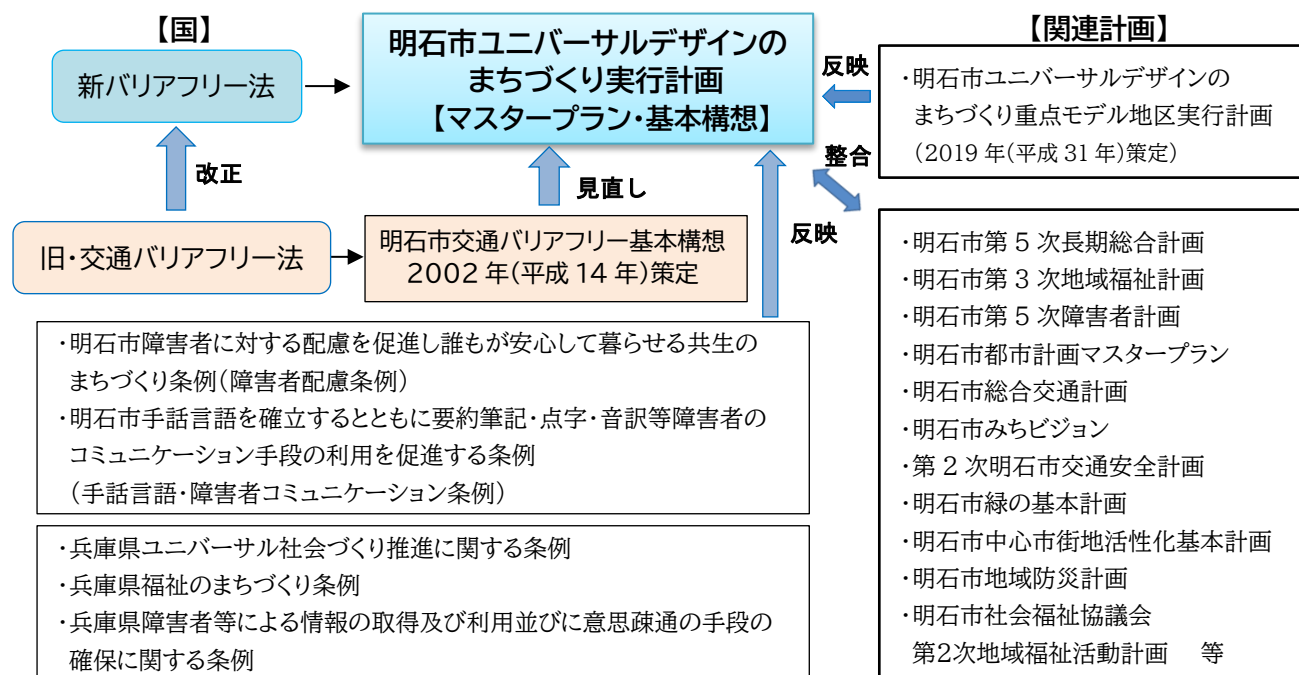 【国】
新バリアフリー法
改正
旧・交通バリアフリー法
明石市ユニバーサルデザインの
まちづくり実行計画
【マスタープラン・基本構想】
見直し
明石市交通バリアフリー基本構想
2002年(平成14年)策定
反映
・明石市障害者に対する配慮を促進し誰もが安心して暮らせる共生の
まちづくり条例(障害者配慮条例)
・明石市手話言語を確立するとともに要約筆記・点字・音訳等障害者の
コミュニケーション手段の利用を促進する条例
(手話言語・障害者コミュニケーション条例)
・兵庫県ユニバーサル社会づくり推進に関する条例
・兵庫県福祉のまちづくり条例
・兵庫県障害者等による情報の取得及び利用並びに意思疎通の手段の
確保に関する条例
【関連計画】
反映
・明石市ユニバーサルデザインの
まちづくり重点モデル地区実行計画
(2019年(平成31年)策定)
整合
・明石市第5次長期総合計画
・明石市第3次地域福祉計画
・明石市第5次障害者計画
・明石市都市計画マスタープラン
・明石市総合交通計画
・明石市みちビジョン
・第2次明石市交通安全計画
・明石市緑の基本計画
・明石市中心市街地活性化基本計画
・明石市地域防災計画
・明石市社会福祉協議会
第2次地域福祉活動計画　等